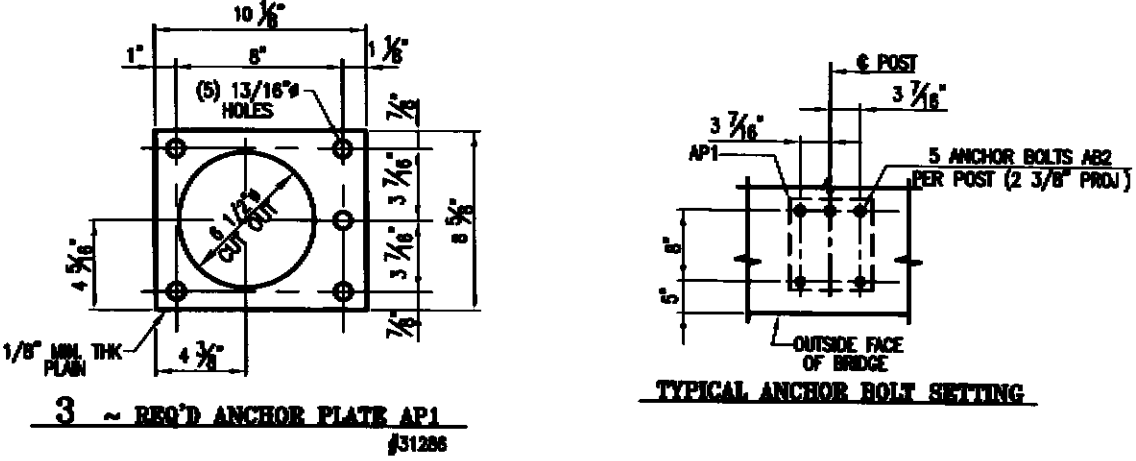 10 1/8"
1"
8"
1 1/8"
(5) 13/16"ø
HOLES
7/8"
3 7/16"
3 7/16"
7/8"
8 5/8"
6 1/2"ø
CUT OUT
4 5/16"
1/8" MIN. THK
PLAIN
4 3/8"
3 ~ REQ'D ANCHOR PLATE AP1
#31286
℄ POST
3 7/16"
3 7/16"
AP1
5 ANCHOR BOLTS AB2
PER POST (2 3/8" PROJ)
8"
5"
OUTSIDE FACE
OF BRIDGE
TYPICAL ANCHOR BOLT SETTING